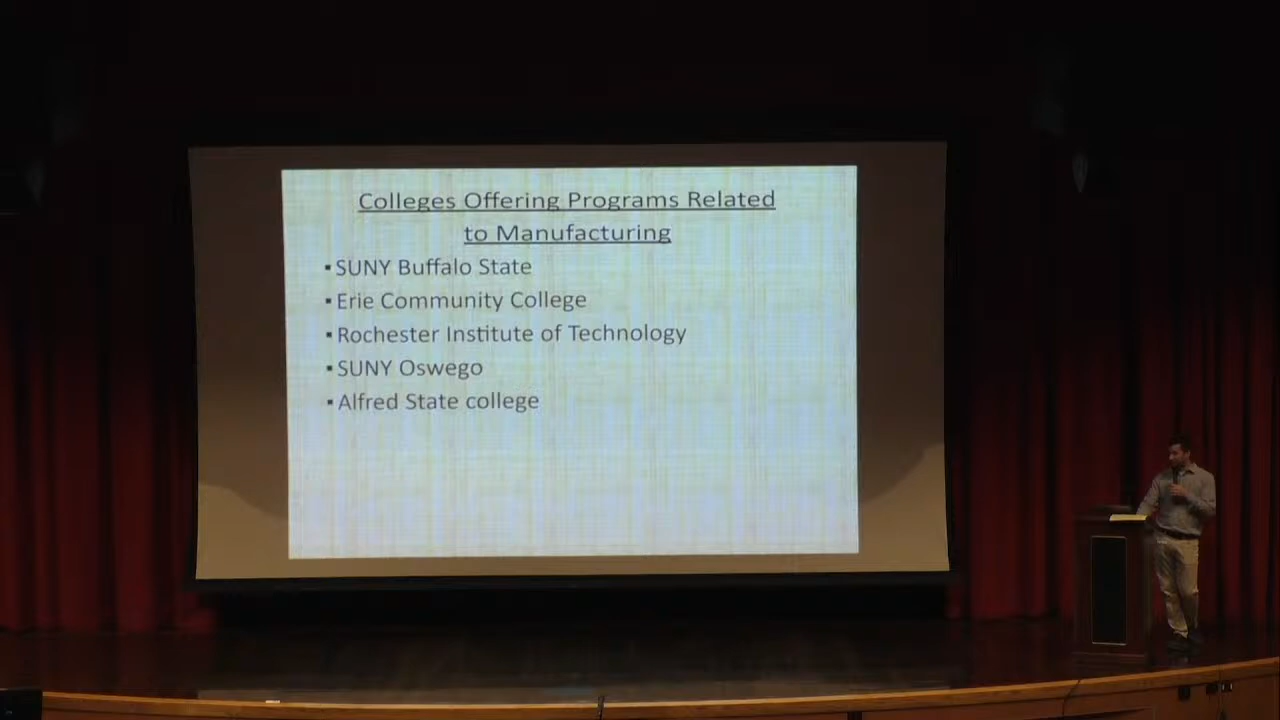 Colleges Offering Programs Related
to Manufacturing
▪SUNY Buffalo State
▪Erie Community College
▪Rochester Institute of Technology
▪SUNY Oswego
▪Alfred State college